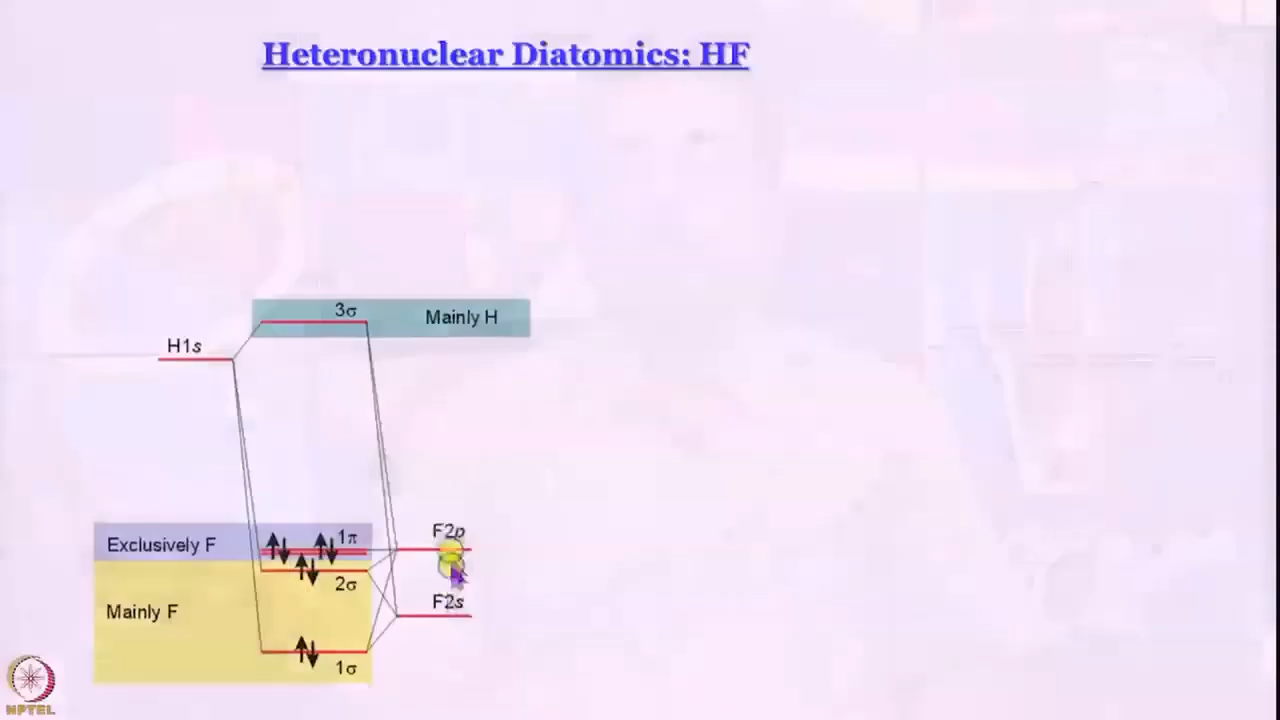 Heteronuclear Diatomics: HF
3σ
Mainly H
H1s
F2p
1π
Exclusively F
2σ
F2s
Mainly F
1σ
NPTEL